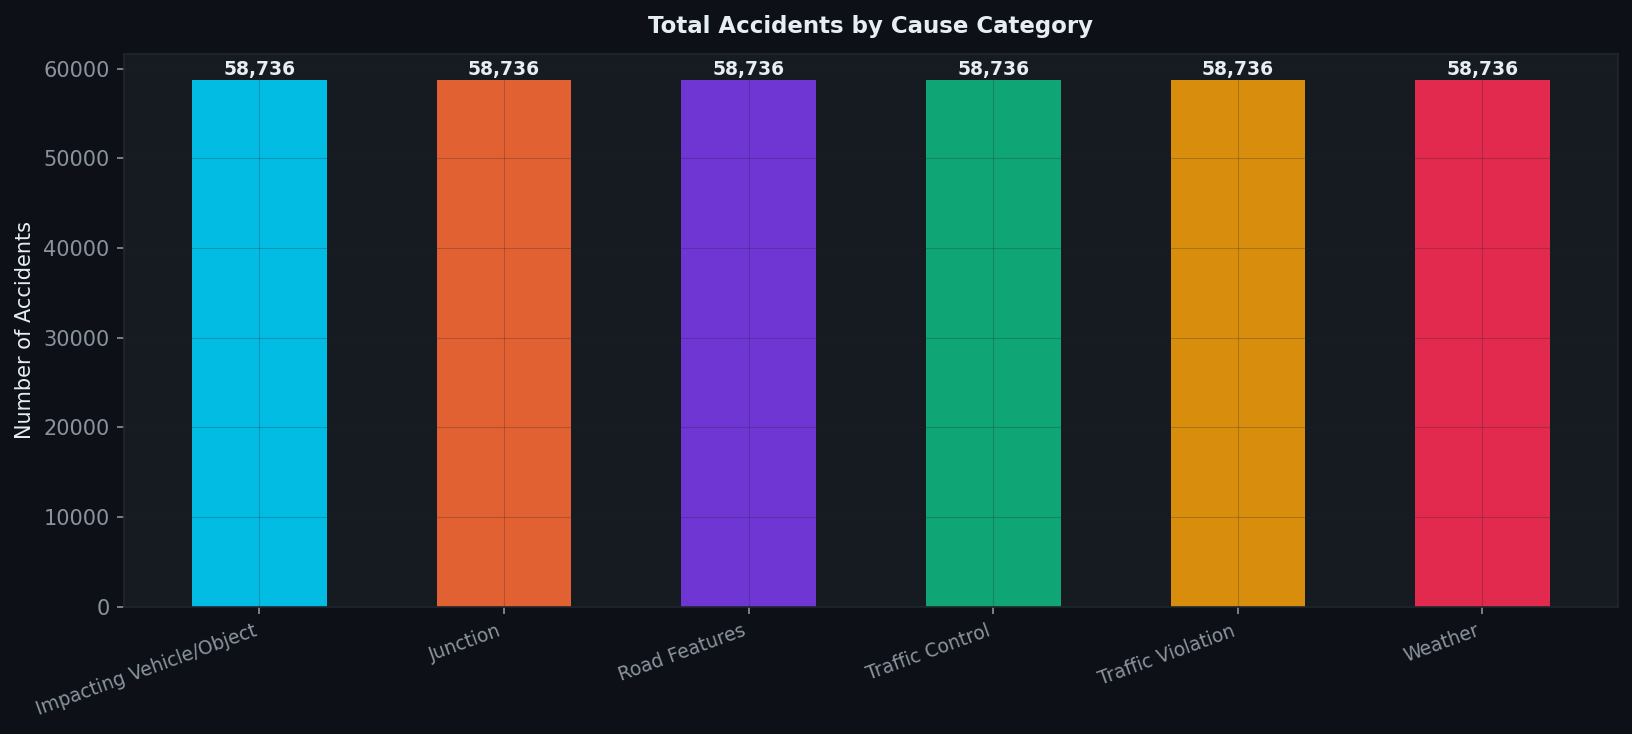 Total Accidents by Cause Category
58,736 58,736 58,736 58,736 58,736 58,736
60000
50000
40000
30000
20000
10000
0
Number of Accidents
Impacting Vehicle/Object
Junction
Road Features
Traffic Control
Traffic Violation
Weather